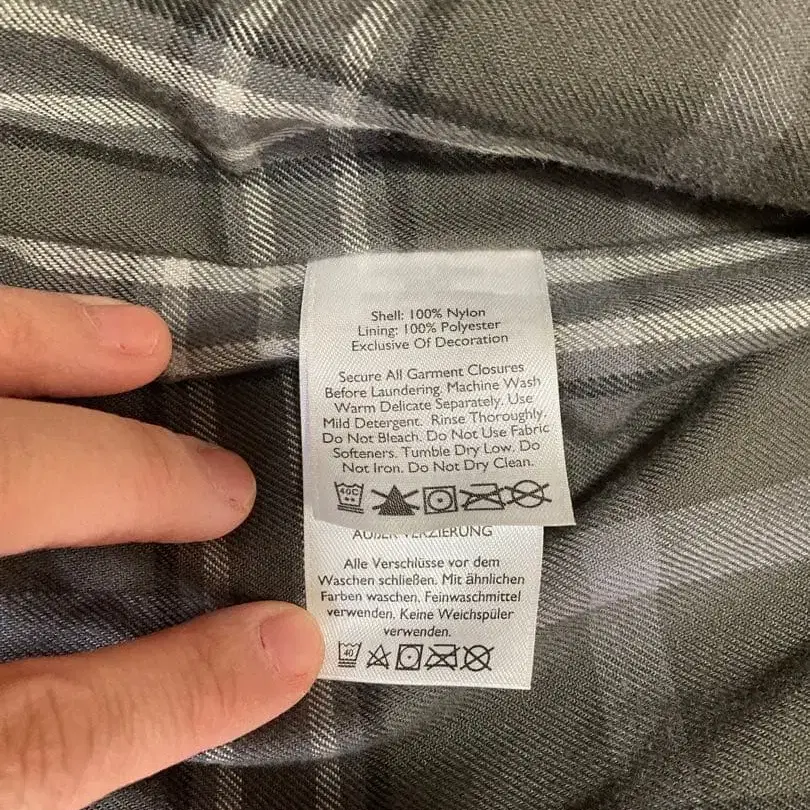 Shell: 100% Nylon
Lining: 100% Polyester
Exclusive Of Decoration
Secure All Garment Closures
Before Laundering. Machine Wash
Warm Delicate Separately. Use
Mild Detergent. Rinse Thoroughly.
Do Not Bleach. Do Not Use Fabric
Softeners. Tumble Dry Low. Do
Not Iron. Do Not Dry Clean.
40C
AUßER VERZIERUNG
Alle Verschlüsse vor dem
Waschen schließen. Mit ähnlichen
Farben waschen. Feinwaschmittel
verwenden. Keine Weichspüler
verwenden.
40